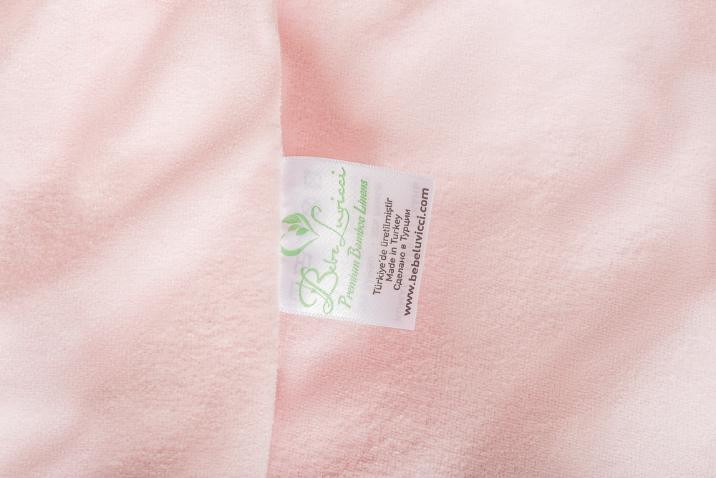 Bebe Luvicci
Premium Bamboo Linens
Türkiye'de üretilmiştir
Made in Turkey
Сделано в Турции
www.bebeluvicci.com